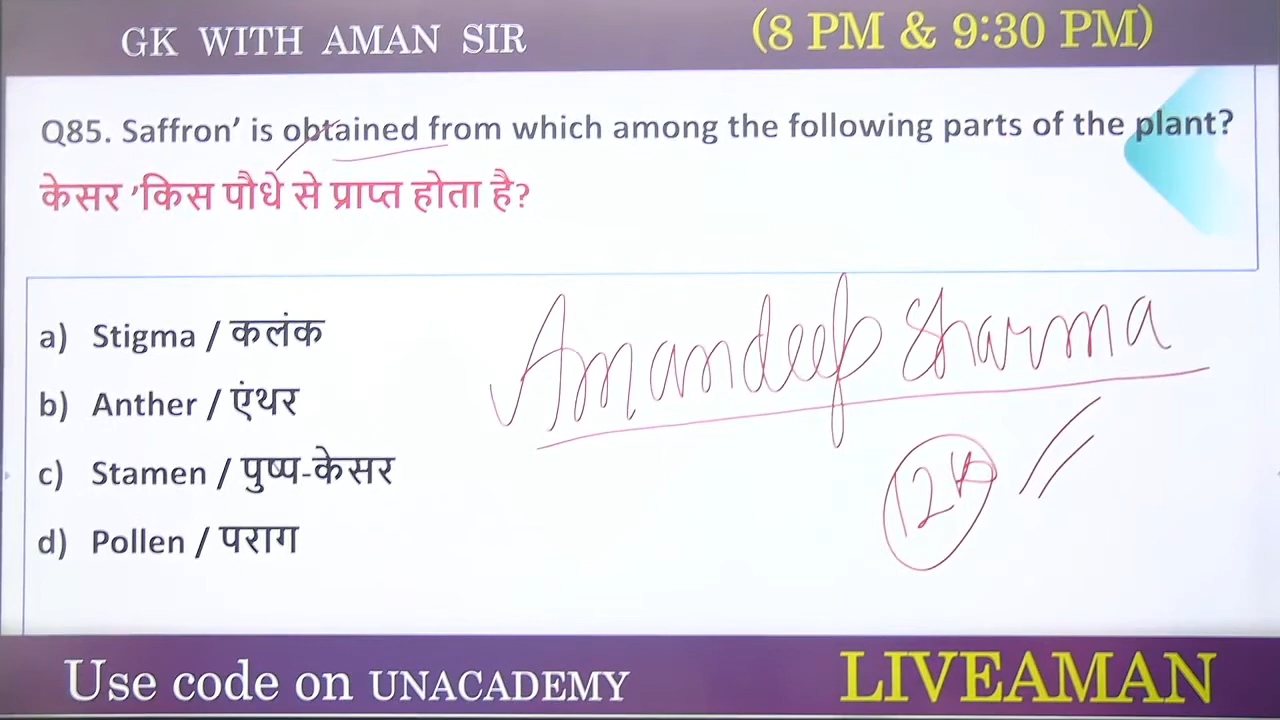 GK WITH AMAN SIR
(8 PM & 9:30 PM)
Q85. Saffron’ is obtained from which among the following parts of the plant?
केसर ’किस पौधे से प्राप्त होता है?
a) Stigma / कलंक
b) Anther / एंथर
c) Stamen / पुष्प-केसर
d) Pollen / पराग
Amandeep Sharma
12K
Use code on UNACADEMY
LIVEAMAN